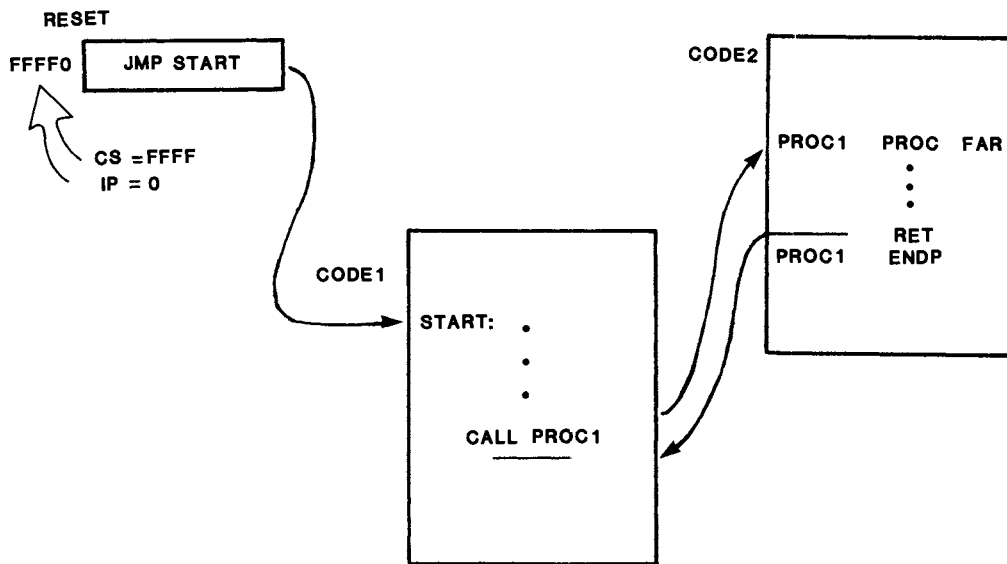 RESET
FFFF0 JMP START
CS = FFFF
IP = 0
CODE1
START:
CALL PROC1
CODE2
PROC1 PROC FAR
RET
PROC1 ENDP